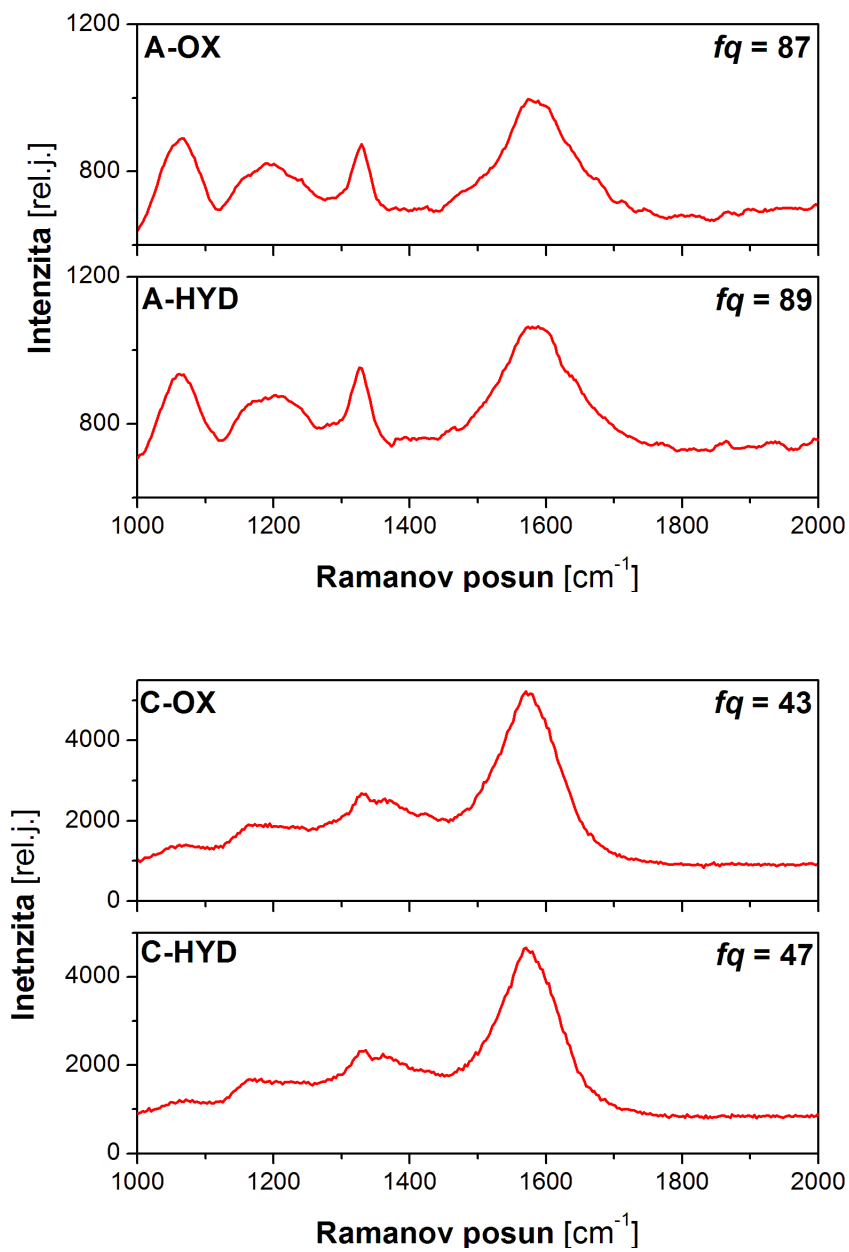 1200
A-OX
fq = 87
800
1200
A-HYD
fq = 89
800
1000 1200 1400 1600 1800 2000
Intenzita [rel.j.]
Ramanov posun [cm⁻¹]
C-OX
fq = 43
4000
2000
0
C-HYD
fq = 47
4000
2000
0
1000 1200 1400 1600 1800 2000
Inetnzita [rel.j.]
Ramanov posun [cm⁻¹]